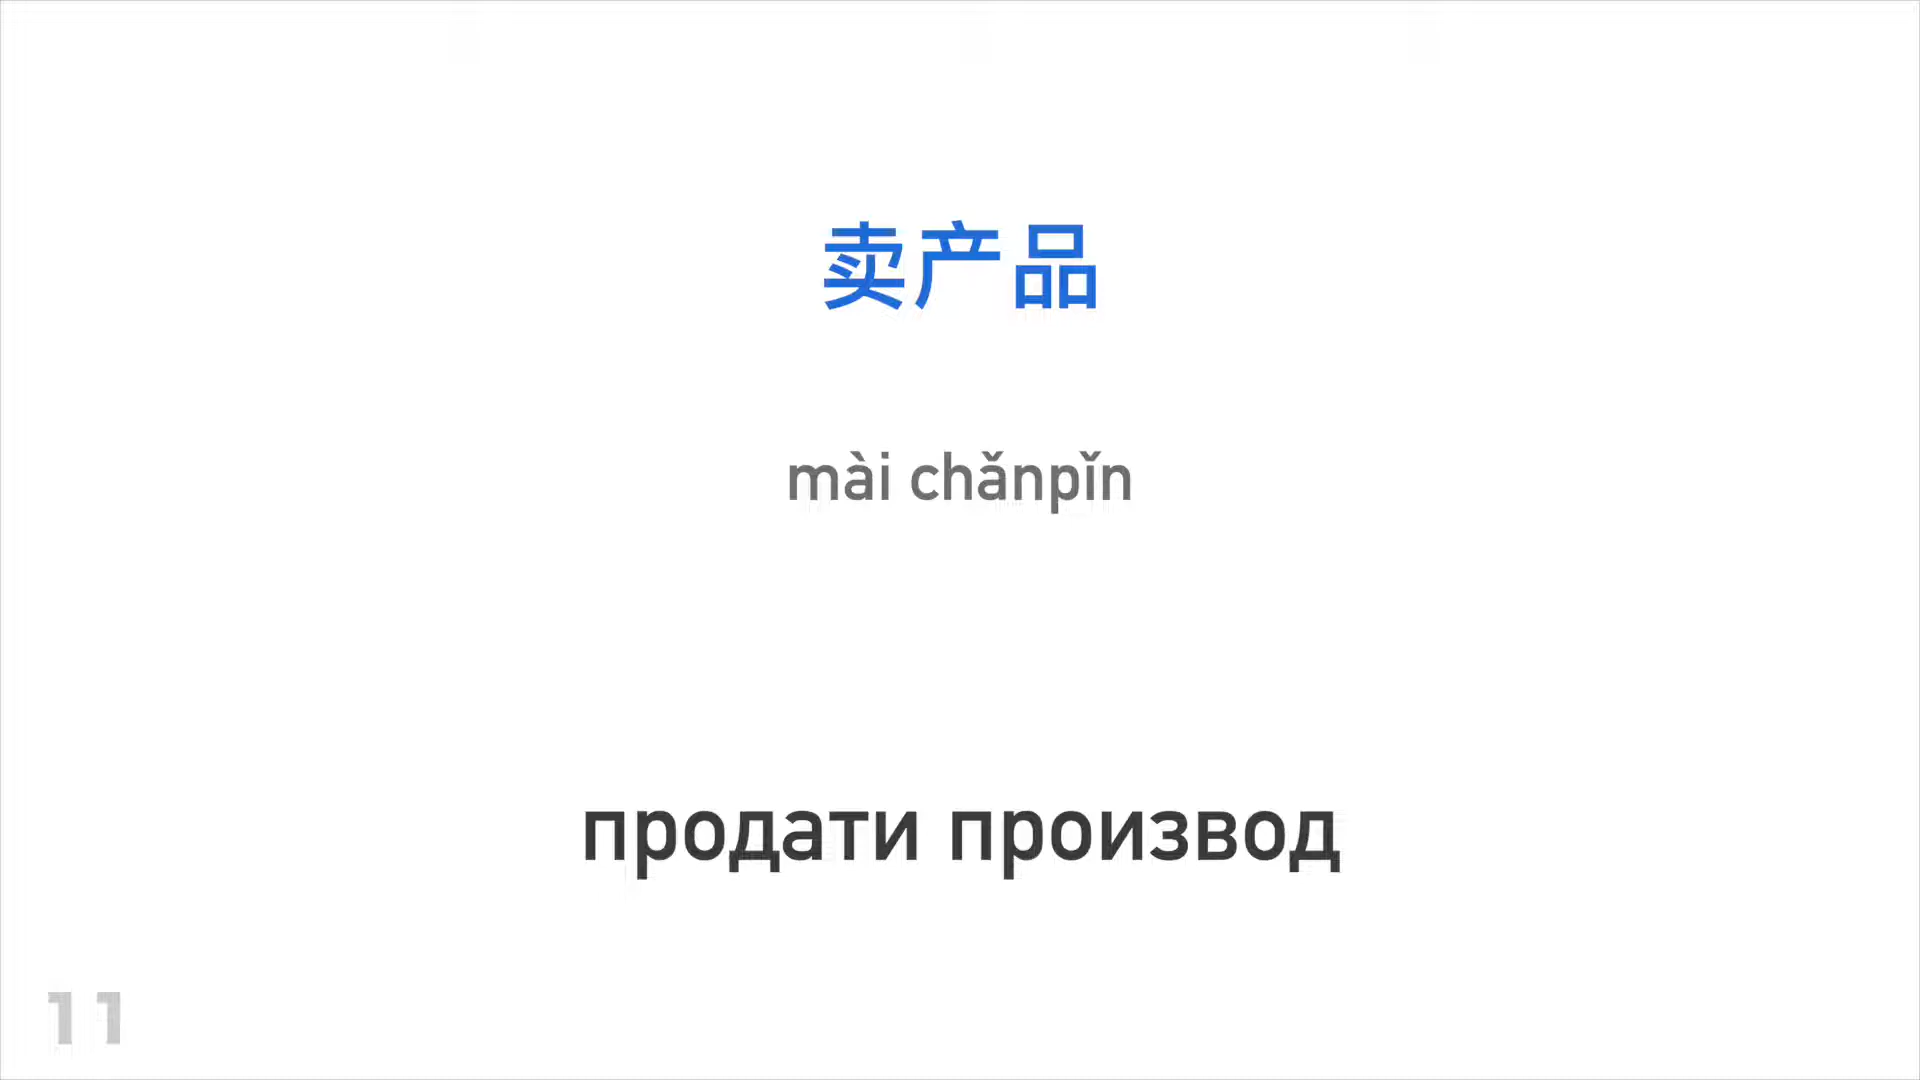 卖产品
mài chǎnpǐn
продати производ
11